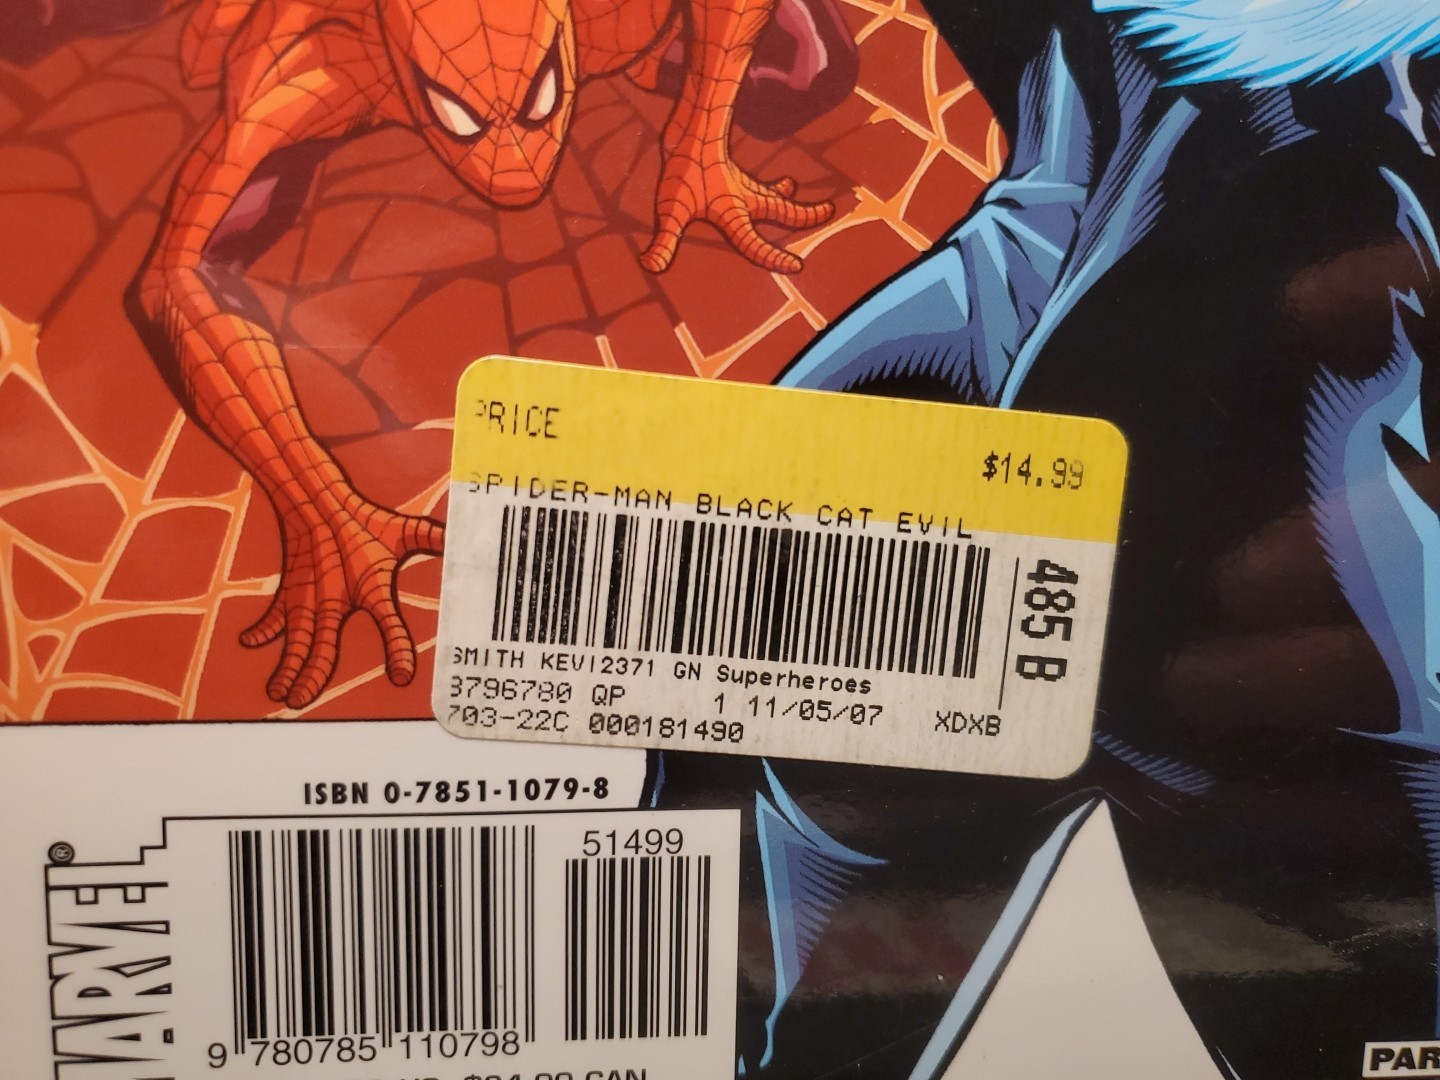 PRICE
$14.99
SPIDER-MAN BLACK CAT EVIL
485 B
SMITH KEVI2371 GN Superheroes
3796780 QP 1 11/05/07 XDXB
703-22C 000181490
ISBN 0-7851-1079-8
51499
MARVEL®
9 780785 110798
CAN
PAR